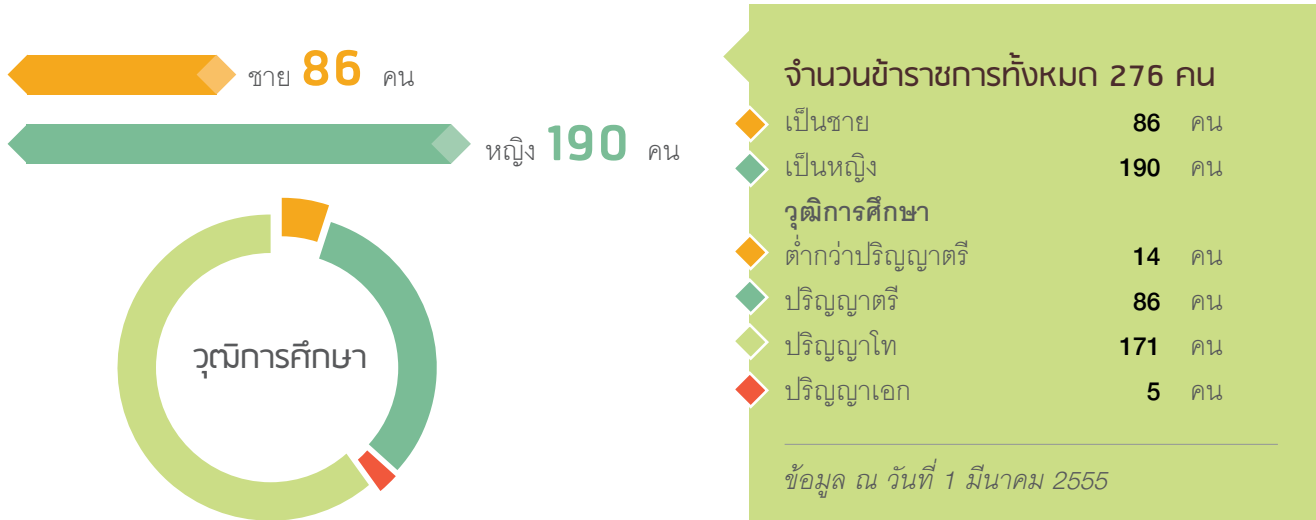 ชาย 86 คน
หญิง 190 คน
วุฒิการศึกษา
จำนวนข้าราชการทั้งหมด 276 คน
เป็นชาย 86 คน
เป็นหญิง 190 คน
วุฒิการศึกษา
ต่ำกว่าปริญญาตรี 14 คน
ปริญญาตรี 86 คน
ปริญญาโท 171 คน
ปริญญาเอก 5 คน
ข้อมูล ณ วันที่ 1 มีนาคม 2555